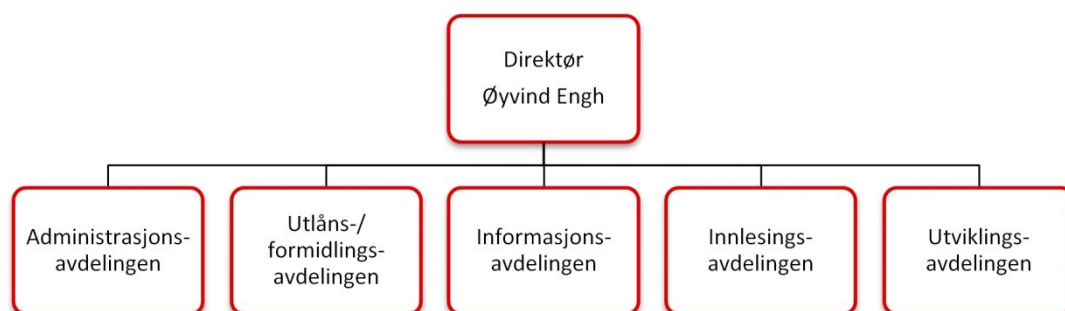 Direktør
Øyvind Engh
Administrasjons-
avdelingen
Utlåns-/
formidlings-
avdelingen
Informasjons-
avdelingen
Innlesings-
avdelingen
Utviklings-
avdelingen